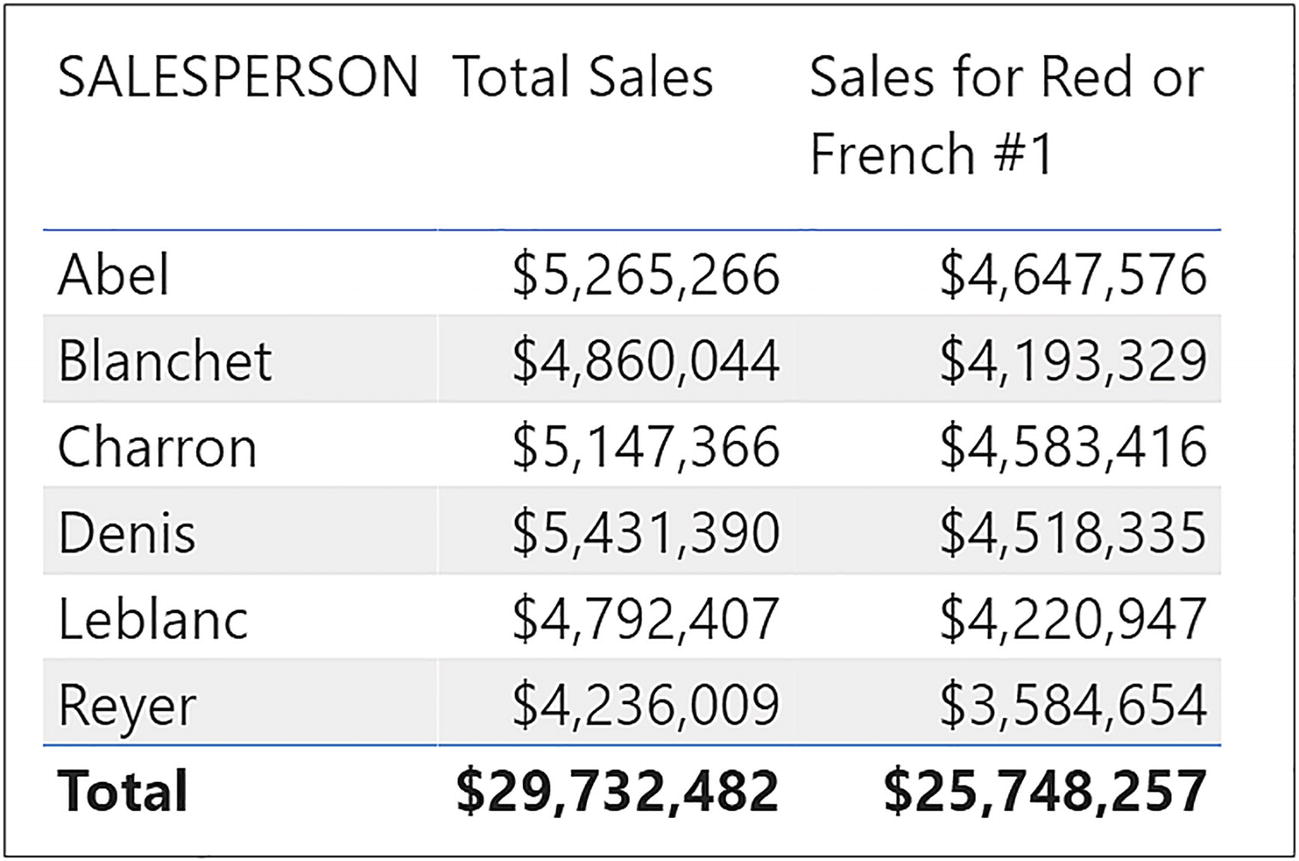 SALESPERSON Total Sales Sales for Red or
French #1
Abel $5,265,266 $4,647,576
Blanchet $4,860,044 $4,193,329
Charron $5,147,366 $4,583,416
Denis $5,431,390 $4,518,335
Leblanc $4,792,407 $4,220,947
Reyer $4,236,009 $3,584,654
Total $29,732,482 $25,748,257